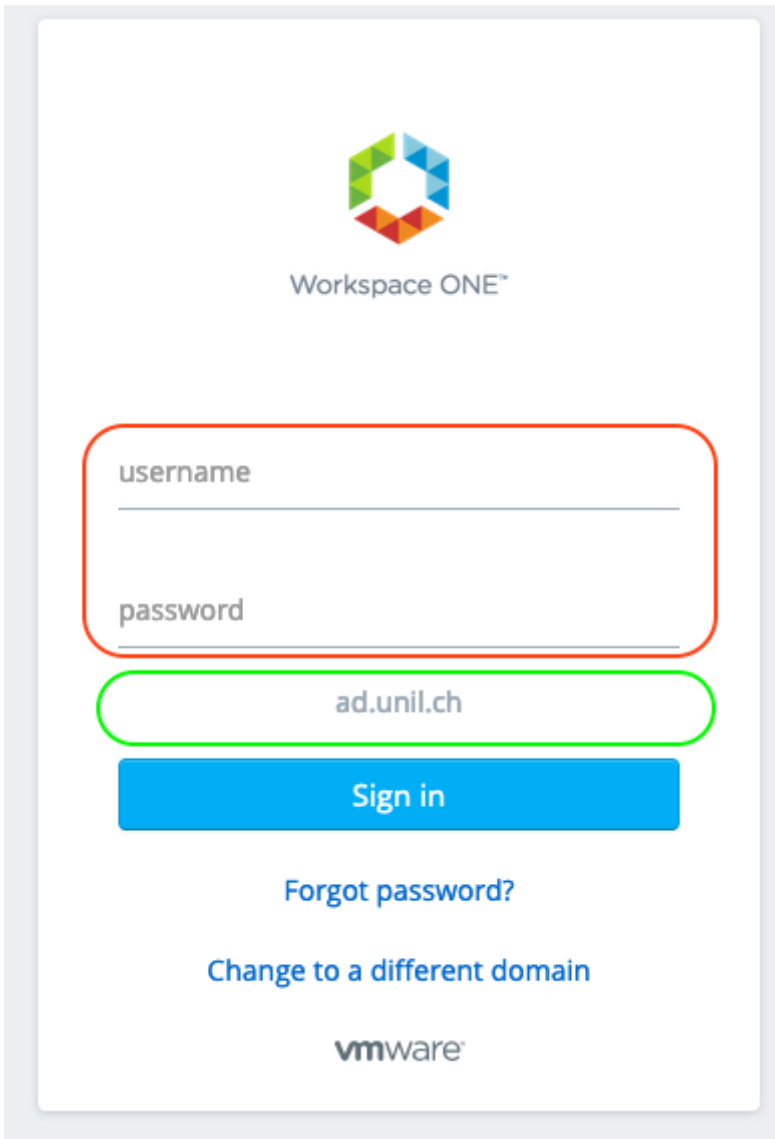 Workspace ONE™
username
password
ad.unil.ch
Sign in
Forgot password?
Change to a different domain
vmware®